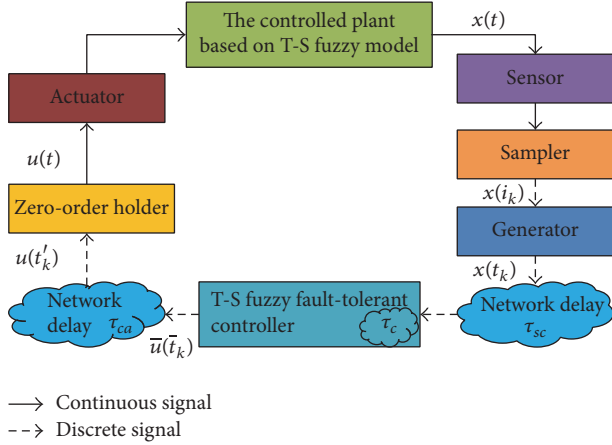 The controlled plant
based on T-S fuzzy model
x(t)
Actuator
Sensor
Sampler
u(t)
x(i_k)
Zero-order holder
Generator
u(t′_k)
x(t_k)
Network
delay τ_ca
T-S fuzzy fault-tolerant
controller
τ_c
Network delay
τ_sc
u̅(t̅_k)
Continuous signal
Discrete signal